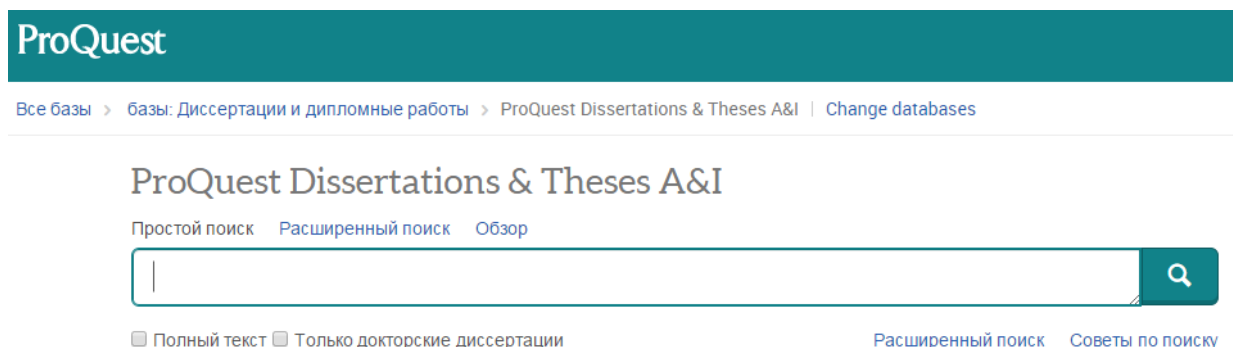 ProQuest
Все базы > базы: Диссертации и дипломные работы > ProQuest Dissertations & Theses A&I | Change databases
ProQuest Dissertations & Theses A&I
Простой поиск Расширенный поиск Обзор
Полный текст Только докторские диссертации Расширенный поиск Советы по поиску